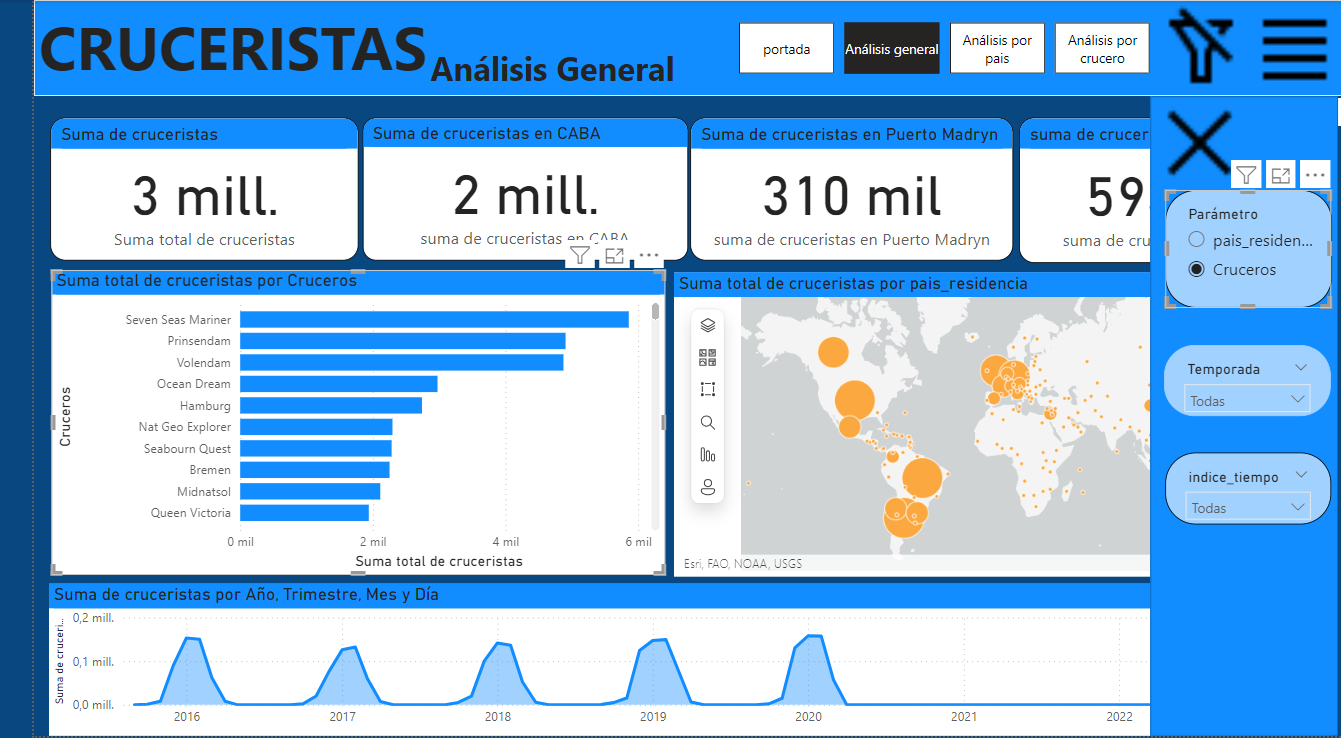 CRUCERISTAS Análisis General
portada
Análisis general
Análisis por
pais
Análisis por
crucero
Suma de cruceristas
3 mill.
Suma total de cruceristas
Suma de cruceristas en CABA
2 mill.
suma de cruceristas en CABA
Suma de cruceristas en Puerto Madryn
310 mil
suma de cruceristas en Puerto Madryn
suma de crucer
59
suma de cru
Parámetro
pais_residen...
Cruceros
Temporada
Todas
indice_tiempo
Todas
Suma total de cruceristas por Cruceros
Cruceros
Seven Seas Mariner
Prinsendam
Volendam
Ocean Dream
Hamburg
Nat Geo Explorer
Seabourn Quest
Bremen
Midnatsol
Queen Victoria
0 mil 2 mil 4 mil 6 mil
Suma total de cruceristas
Suma total de cruceristas por pais_residencia
Esri, FAO, NOAA, USGS
Suma de cruceristas por Año, Trimestre, Mes y Día
Suma de cruceri...
0,2 mill.
0,1 mill.
0,0 mill.
2016 2017 2018 2019 2020 2021 2022